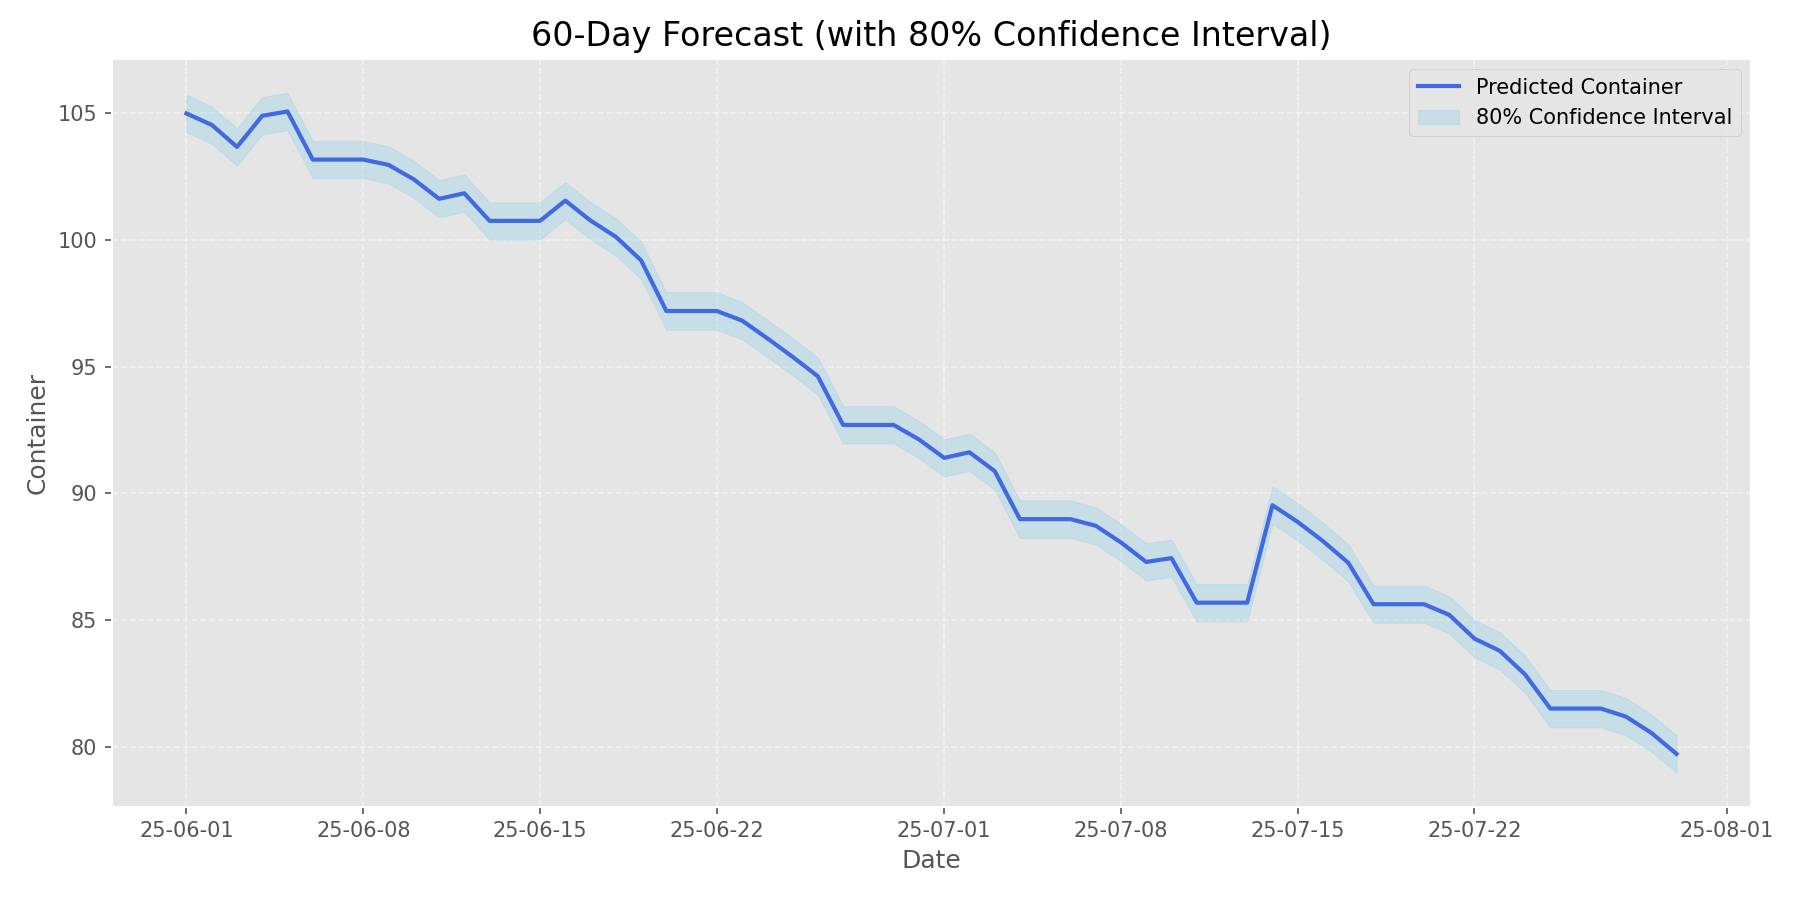 60-Day Forecast (with 80% Confidence Interval)
Predicted Container
80% Confidence Interval
Container
105
100
95
90
85
80
25-06-01 25-06-08 25-06-15 25-06-22 25-07-01 25-07-08 25-07-15 25-07-22 25-08-01
Date